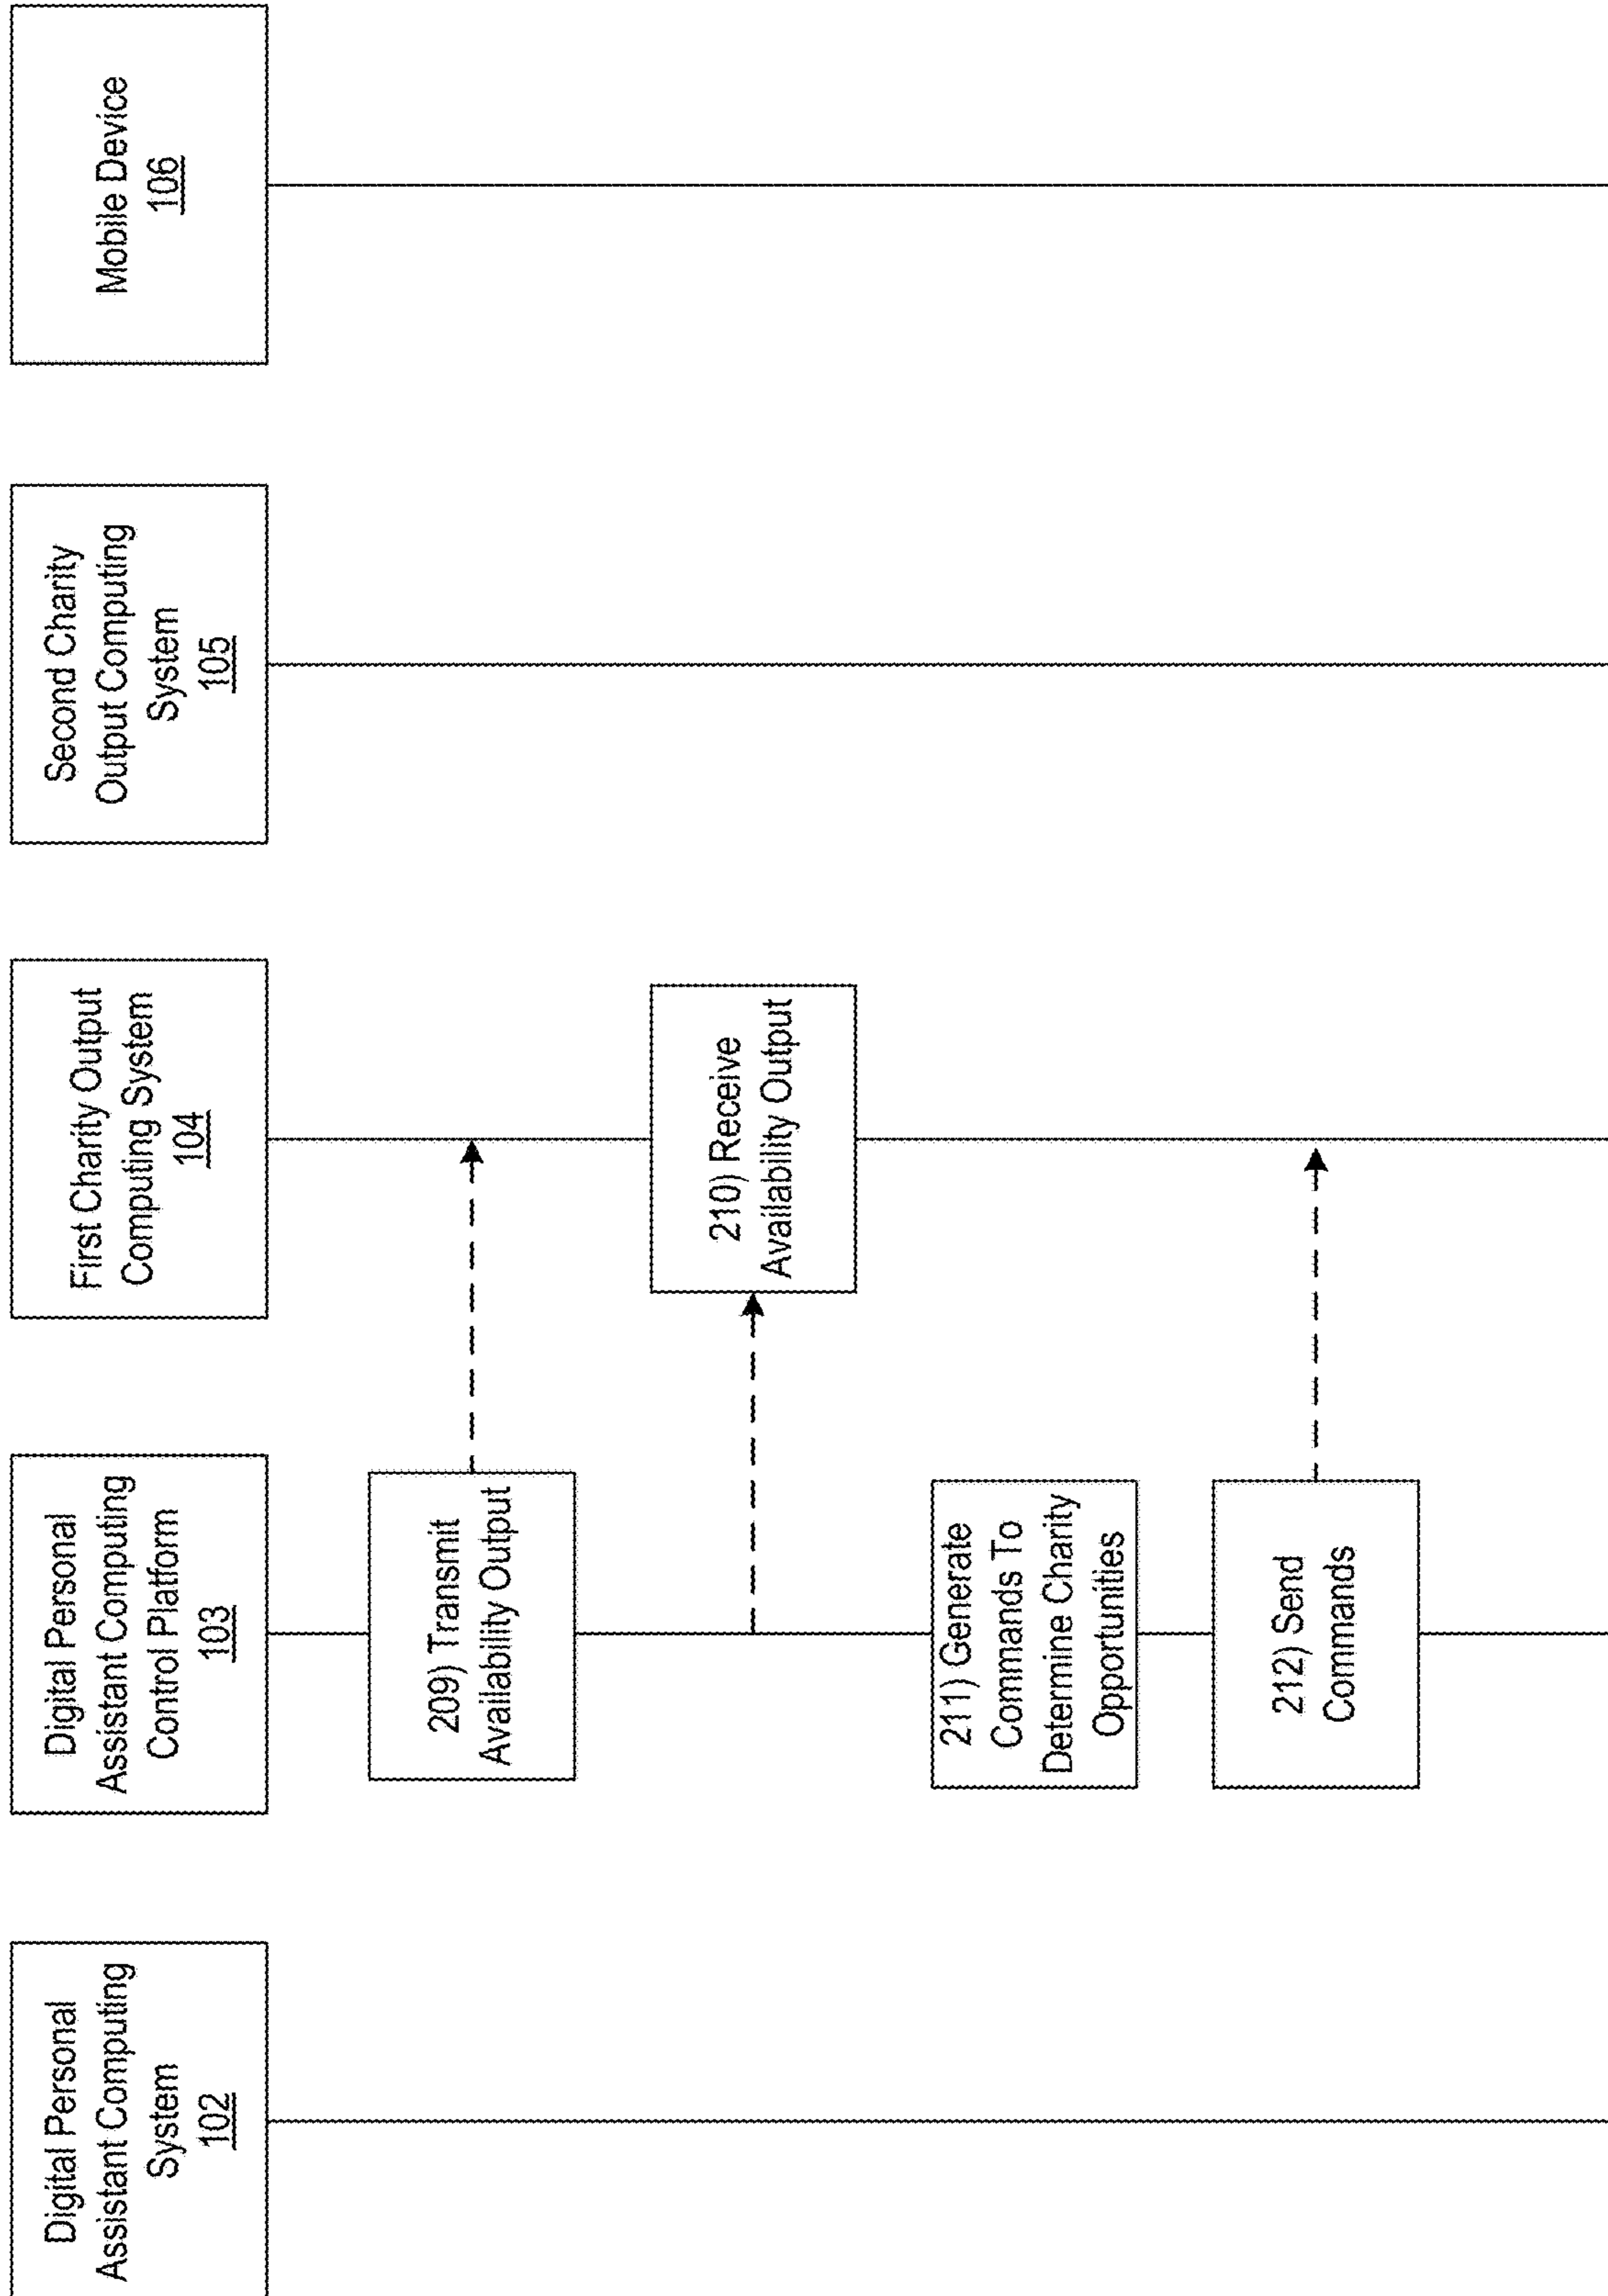 Digital Personal
Assistant Computing
System
102
Digital Personal
Assistant Computing
Control Platform
103
First Charity Output
Computing System
104
Second Charity
Output Computing
System
105
Mobile Device
106
209) Transmit
Availability Output
210) Receive
Availability Output
211) Generate
Commands To
Determine Charity
Opportunities
212) Send
Commands